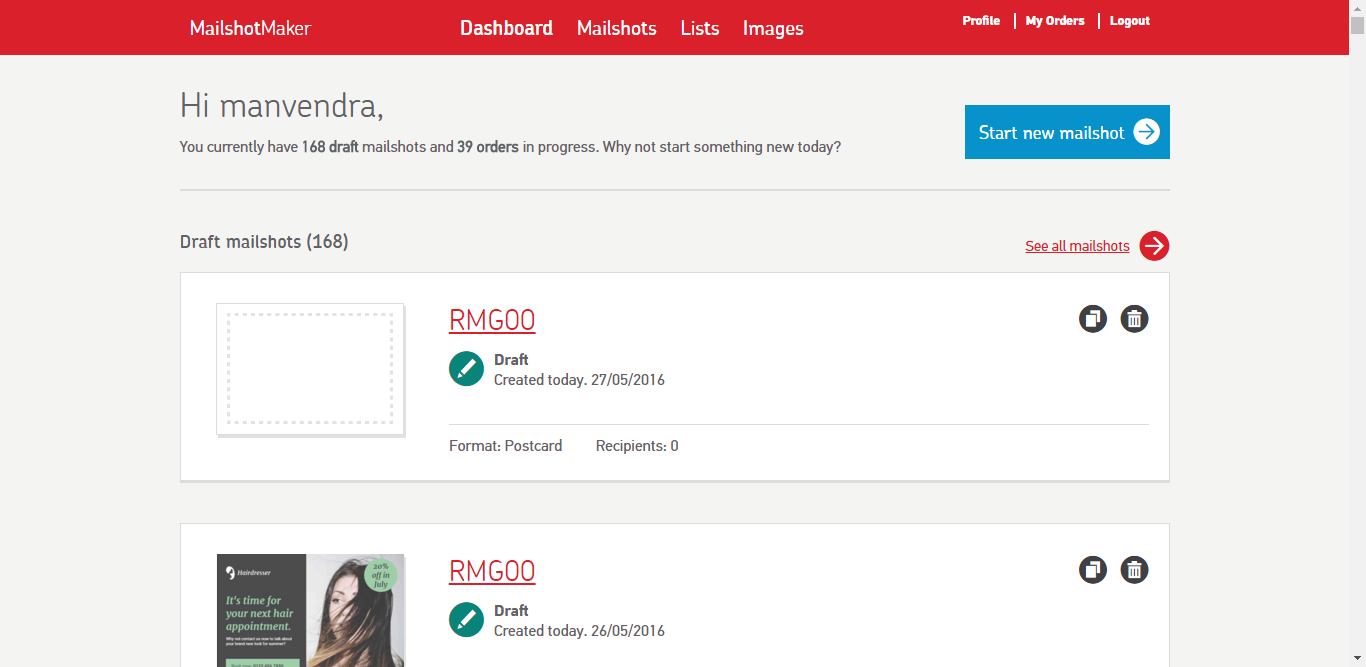 MailshotMaker
Dashboard Mailshots Lists Images
Profile My Orders Logout
Hi manvendra,
You currently have 168 draft mailshots and 39 orders in progress. Why not start something new today?
Start new mailshot
Draft mailshots (168)
See all mailshots
RMG00
Draft
Created today. 27/05/2016
Format: Postcard Recipients: 0
RMG00
Draft
Created today. 26/05/2016
Hairdresser
20%
off in
July
It's time for
your next hair
appointment.
Why not contact us now to talk about
your brand new look for summer?